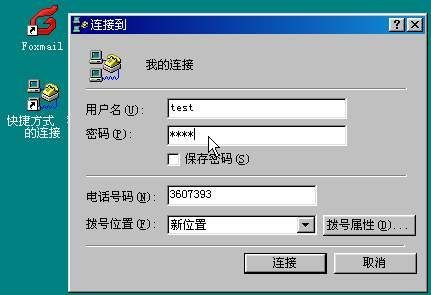 Foxmail
快捷方式
的连接
连接到
我的连接
用户名(U):
test
密码(P):
****
保存密码(S)
电话号码(N):
3607393
拨号位置(F):
新位置
拨号属性(D)...
连接
取消